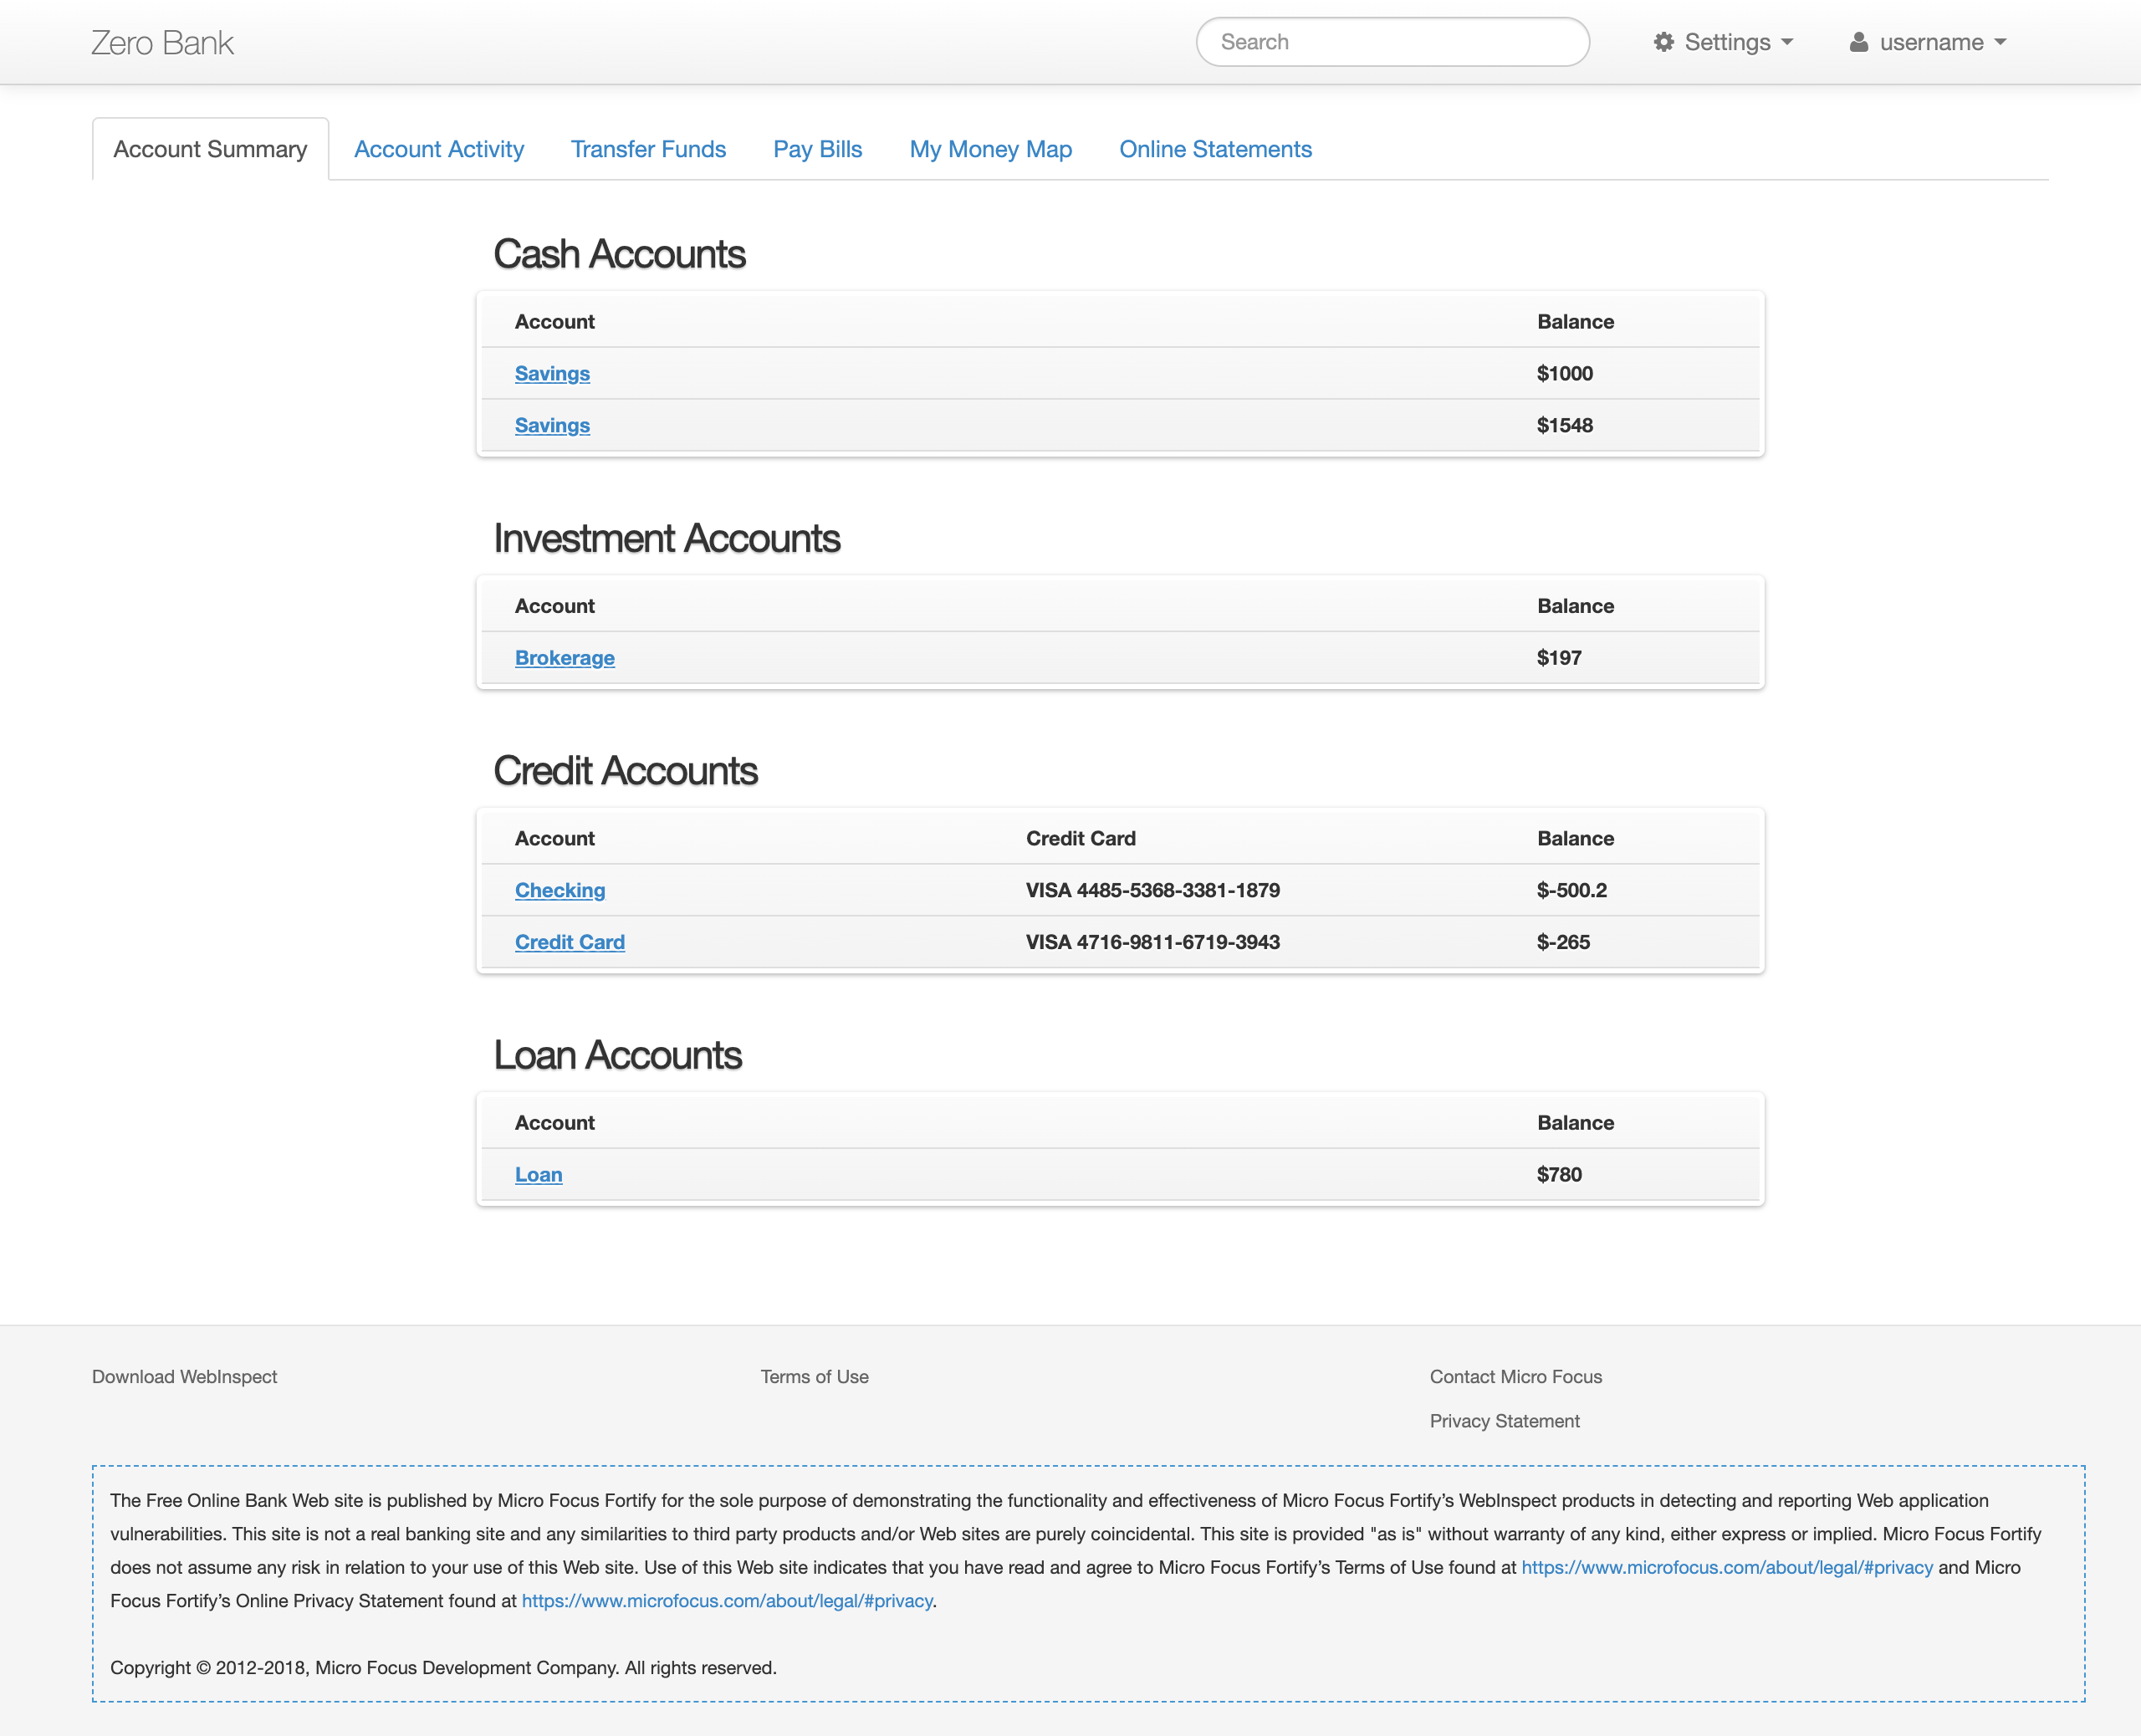 Zero Bank
Search
Settings
username
Account Summary
Account Activity
Transfer Funds
Pay Bills
My Money Map
Online Statements
Cash Accounts
Account Balance
Savings $1000
Savings $1548
Investment Accounts
Account Balance
Brokerage $197
Credit Accounts
Account Credit Card Balance
Checking VISA 4485-5368-3381-1879 $-500.2
Credit Card VISA 4716-9811-6719-3943 $-265
Loan Accounts
Account Balance
Loan $780
Download WebInspect
Terms of Use
Contact Micro Focus
Privacy Statement
The Free Online Bank Web site is published by Micro Focus Fortify for the sole purpose of demonstrating the functionality and effectiveness of Micro Focus Fortify’s WebInspect products in detecting and reporting Web application
vulnerabilities. This site is not a real banking site and any similarities to third party products and/or Web sites are purely coincidental. This site is provided "as is" without warranty of any kind, either express or implied. Micro Focus Fortify
does not assume any risk in relation to your use of this Web site. Use of this Web site indicates that you have read and agree to Micro Focus Fortify’s Terms of Use found at https://www.microfocus.com/about/legal/#privacy and Micro
Focus Fortify’s Online Privacy Statement found at https://www.microfocus.com/about/legal/#privacy.
Copyright © 2012-2018, Micro Focus Development Company. All rights reserved.